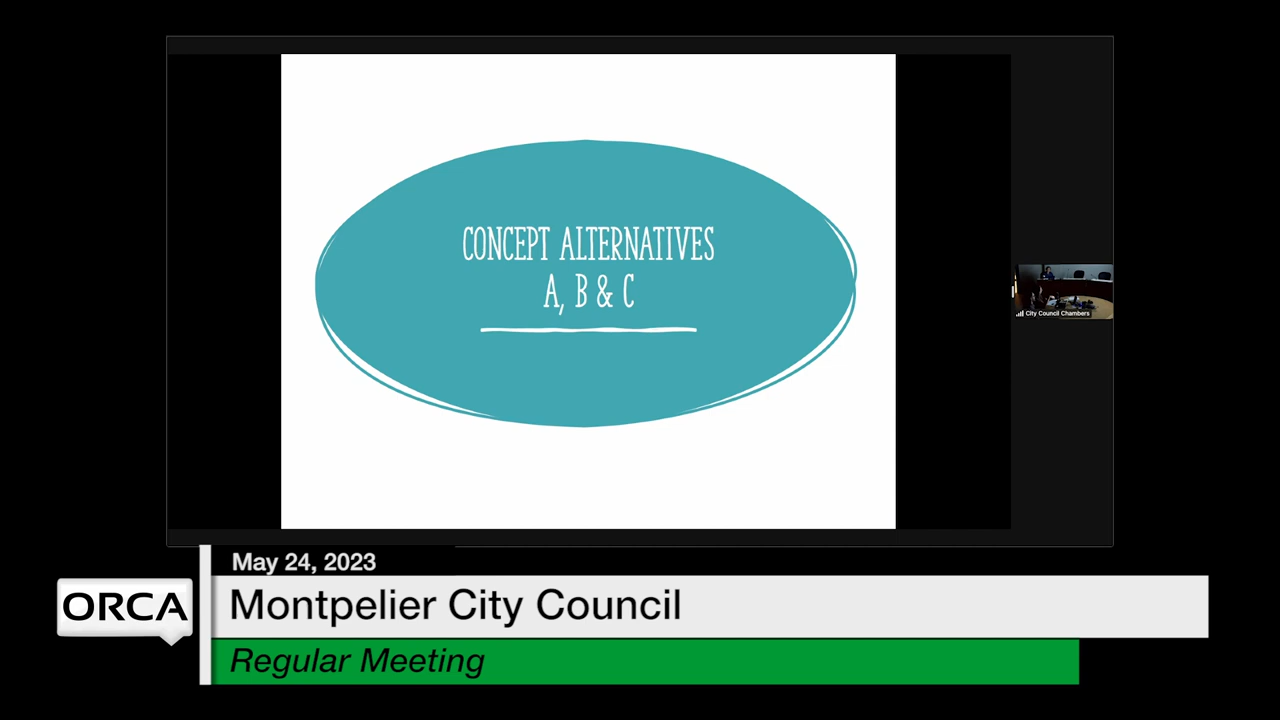 CONCEPT ALTERNATIVES
A, B & C
City Council Chambers
May 24, 2023
ORCA
Montpelier City Council
Regular Meeting